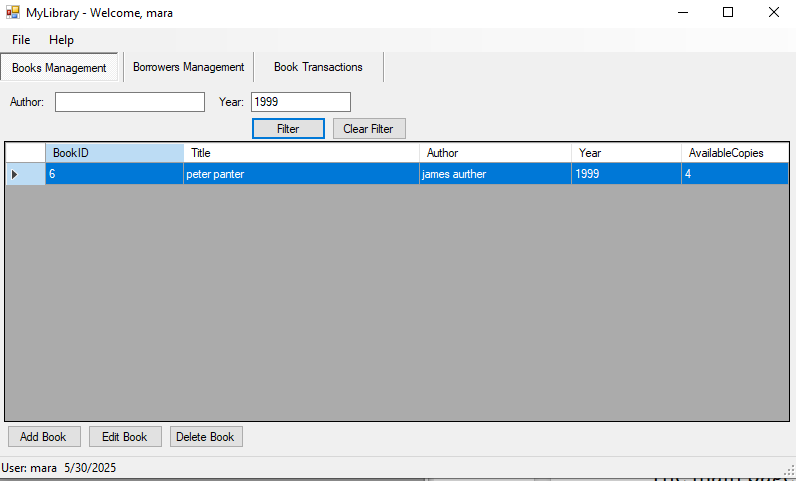 MyLibrary - Welcome, mara
File Help
Books Management Borrowers Management Book Transactions
Author: Year: 1999
Filter Clear Filter
BookID Title Author Year AvailableCopies
6 peter panter james aurther 1999 4
Add Book Edit Book Delete Book
User: mara 5/30/2025